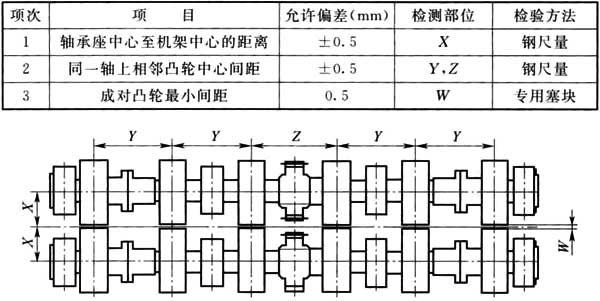 项次 项 目 允许偏差(mm) 检测部位 检验方法
1 轴承座中心至机架中心的距离 ±0.5 X 钢尺量
2 同一轴上相邻凸轮中心间距 ±0.5 Y,Z 钢尺量
3 成对凸轮最小间距 0.5 W 专用塞块
Y Y Z Y Y
X
X W